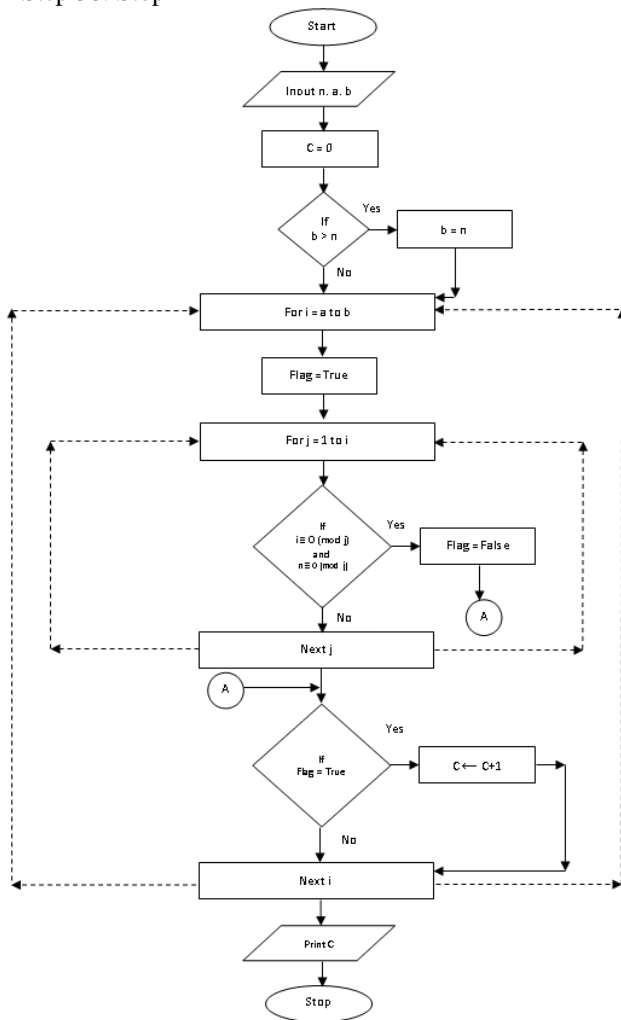 Start
Input n, a, b
C = 0
If
b > n
Yes
b = n
No
For i = a to b
Flag = True
For j = 1 to i
If
i ≡ 0 (mod j)
and
n ≡ 0 (mod j)
Yes
Flag = False
A
No
Next j
A
If
Flag = True
Yes
C ← C+1
No
Next i
Print C
Stop